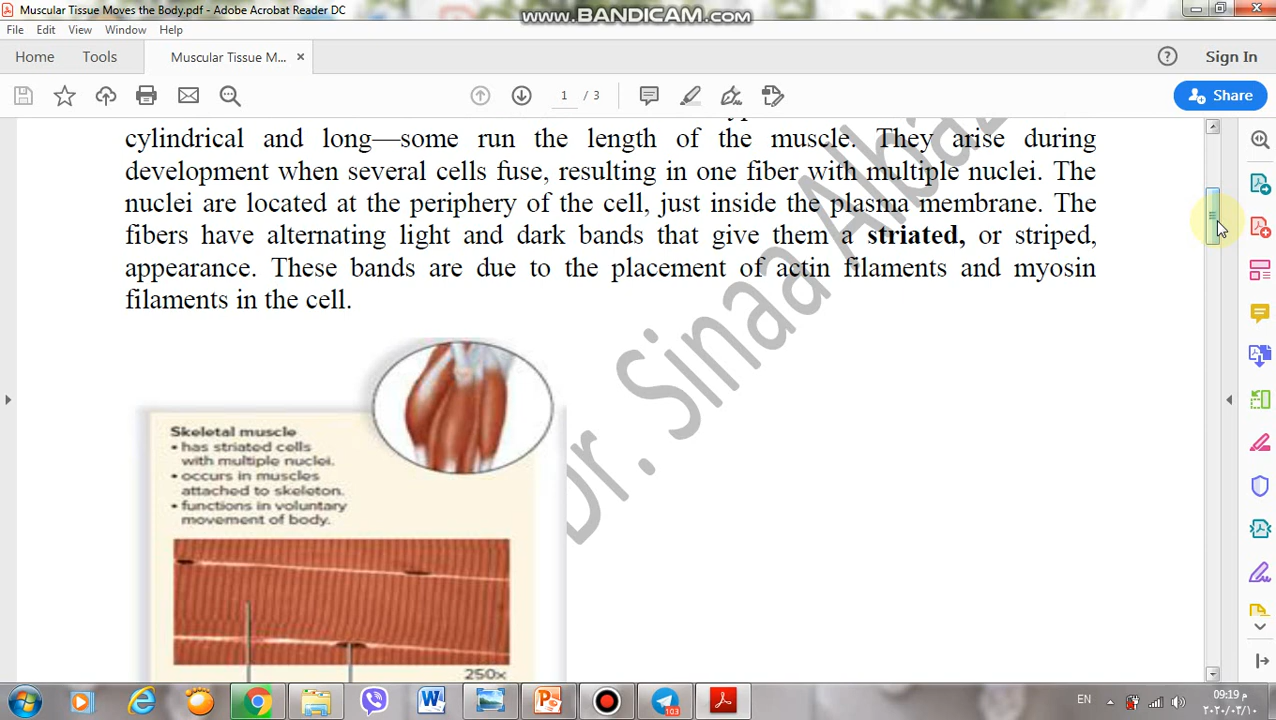 Muscular Tissue Moves the Body.pdf - Adobe Acrobat Reader DC
www.BANDICAM.com
File Edit View Window Help
Home Tools Muscular Tissue M... × Sign In
1 / 3 Share
cylindrical and long—some run the length of the muscle. They arise during
development when several cells fuse, resulting in one fiber with multiple nuclei. The
nuclei are located at the periphery of the cell, just inside the plasma membrane. The
fibers have alternating light and dark bands that give them a striated, or striped,
appearance. These bands are due to the placement of actin filaments and myosin
filaments in the cell.
Dr. Sinaa
Skeletal muscle
• has striated cells
with multiple nuclei.
• occurs in muscles
attached to skeleton.
• functions in voluntary
movement of body.
250x
103
EN
09:19 م
٢٠٢٠/٠٣/١٠